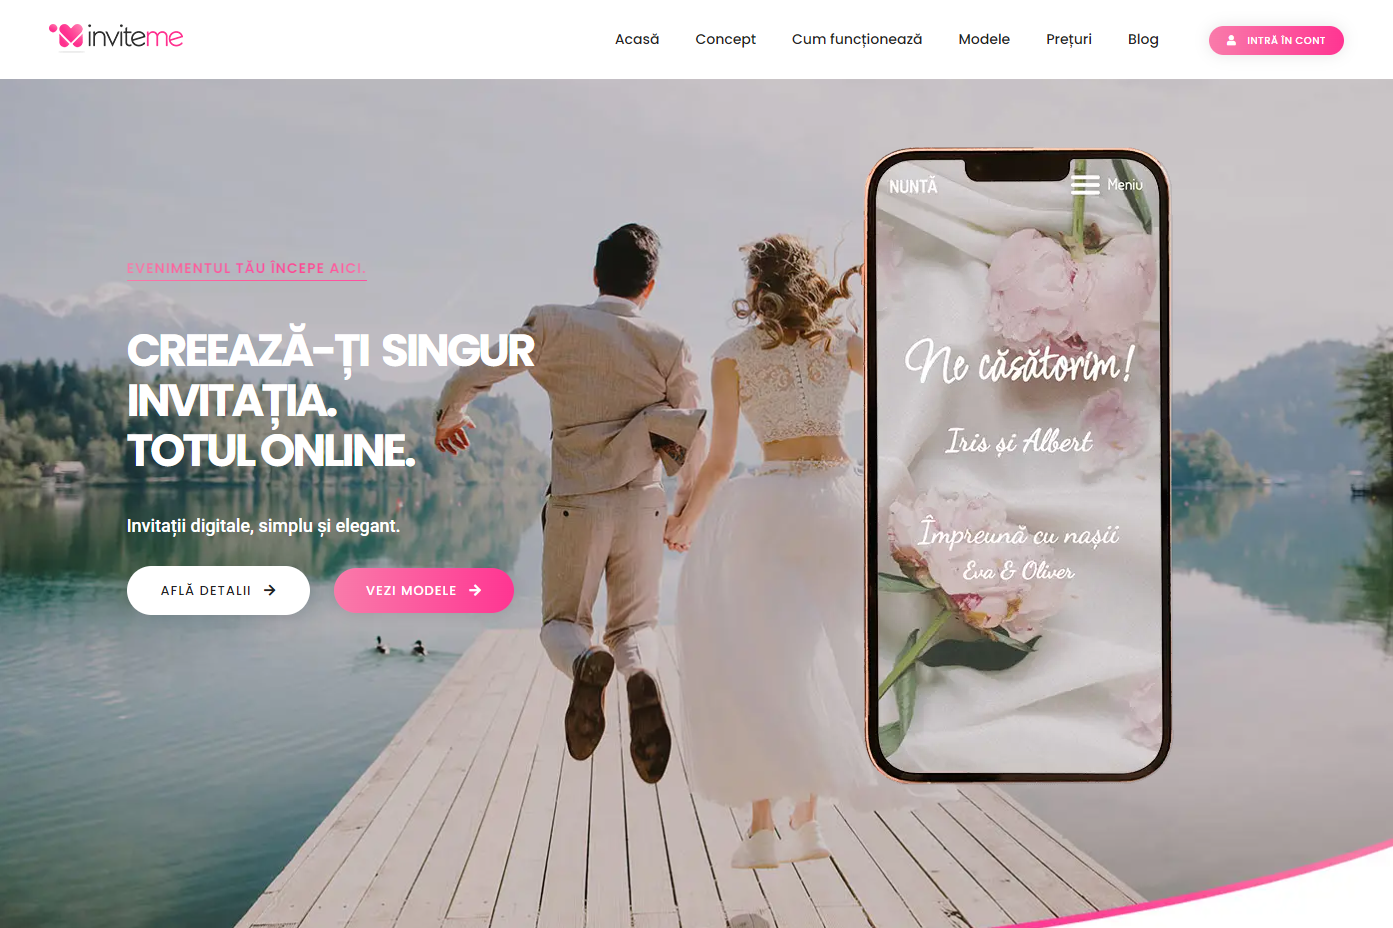 inviteme
Acasă
Concept
Cum funcționează
Modele
Prețuri
Blog
INTRĂ ÎN CONT
EVENIMENTUL TĂU ÎNCEPE AICI.
CREEAZĂ-ȚI SINGUR
INVITAȚIA.
TOTUL ONLINE.
Invitații digitale, simplu și elegant.
AFLĂ DETALII
VEZI MODELE
NUNTĂ
Meniu
Ne căsătorim!
Iris și Albert
Împreună cu nașii
Eva & Oliver